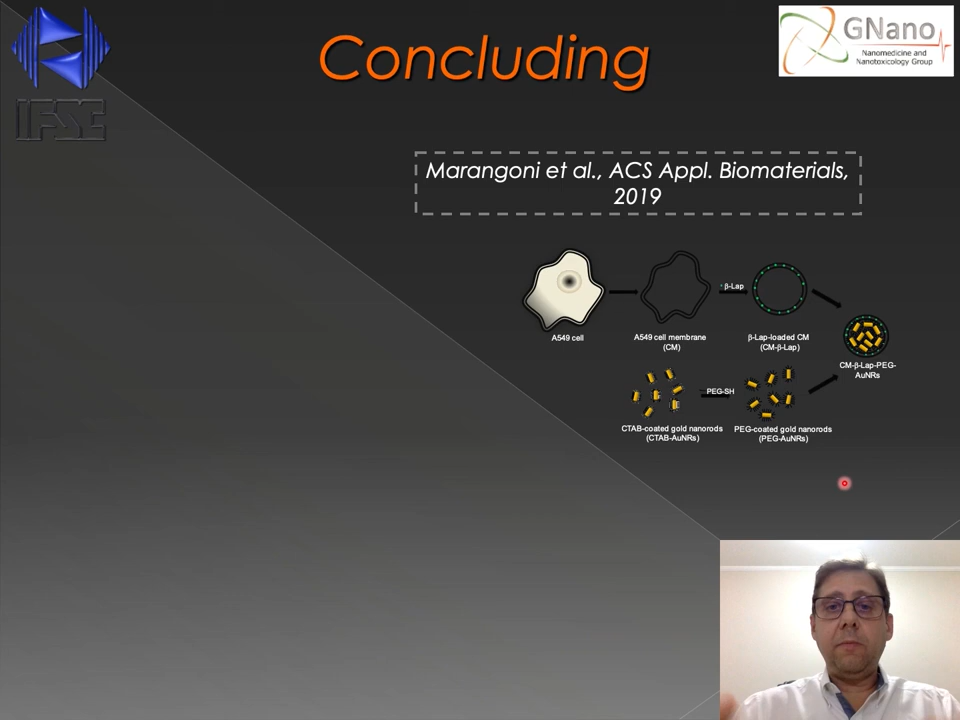 Concluding
IFSC
GNano
Nanomedicine and
Nanotoxicology Group
Marangoni et al., ACS Appl. Biomaterials,
2019
β-Lap
A549 cell
A549 cell membrane
(CM)
β-Lap-loaded CM
(CM-β-Lap)
CM-β-Lap-PEG-
AuNRs
PEG-SH
CTAB-coated gold nanorods
(CTAB-AuNRs)
PEG-coated gold nanorods
(PEG-AuNRs)